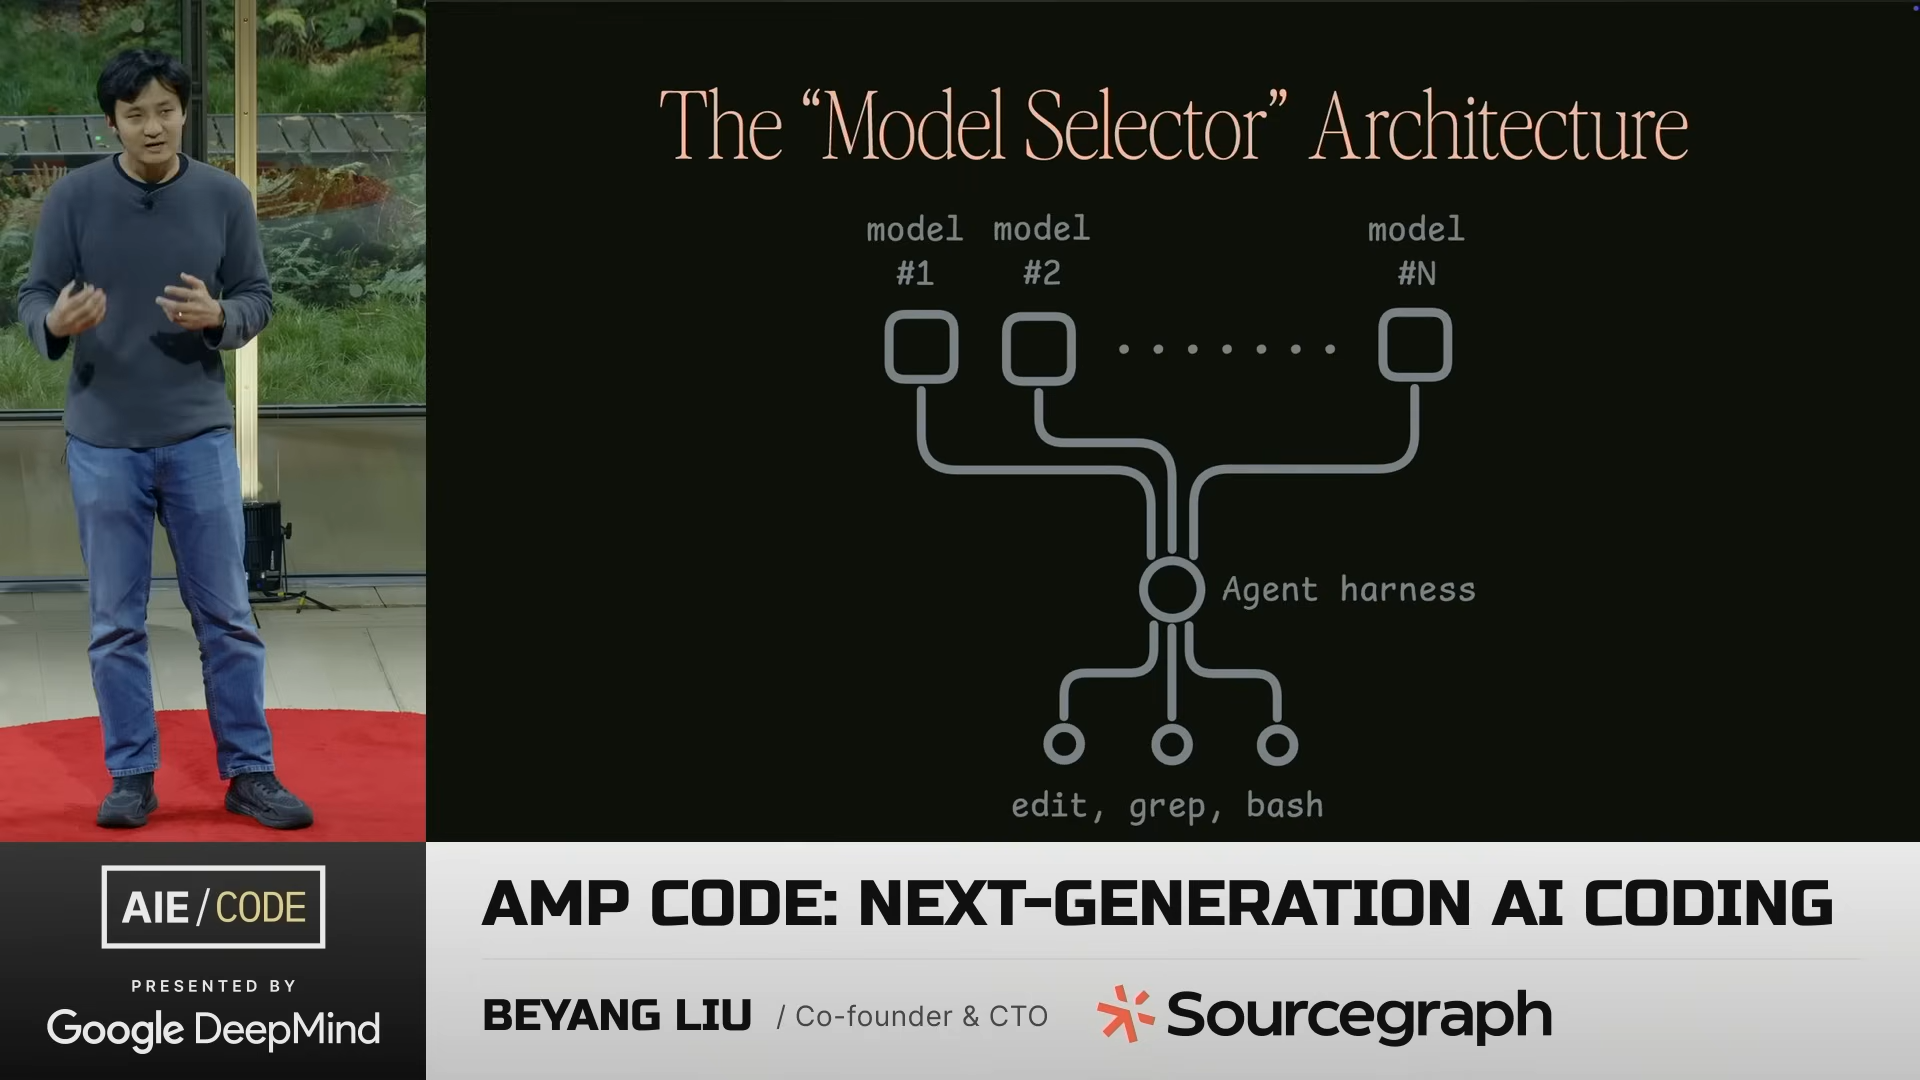 The “Model Selector” Architecture
model model model
#1 #2 #N
Agent harness
edit, grep, bash
AIE/CODE
PRESENTED BY
Google DeepMind
AMP CODE: NEXT-GENERATION AI CODING
BEYANG LIU / Co-founder & CTO Sourcegraph